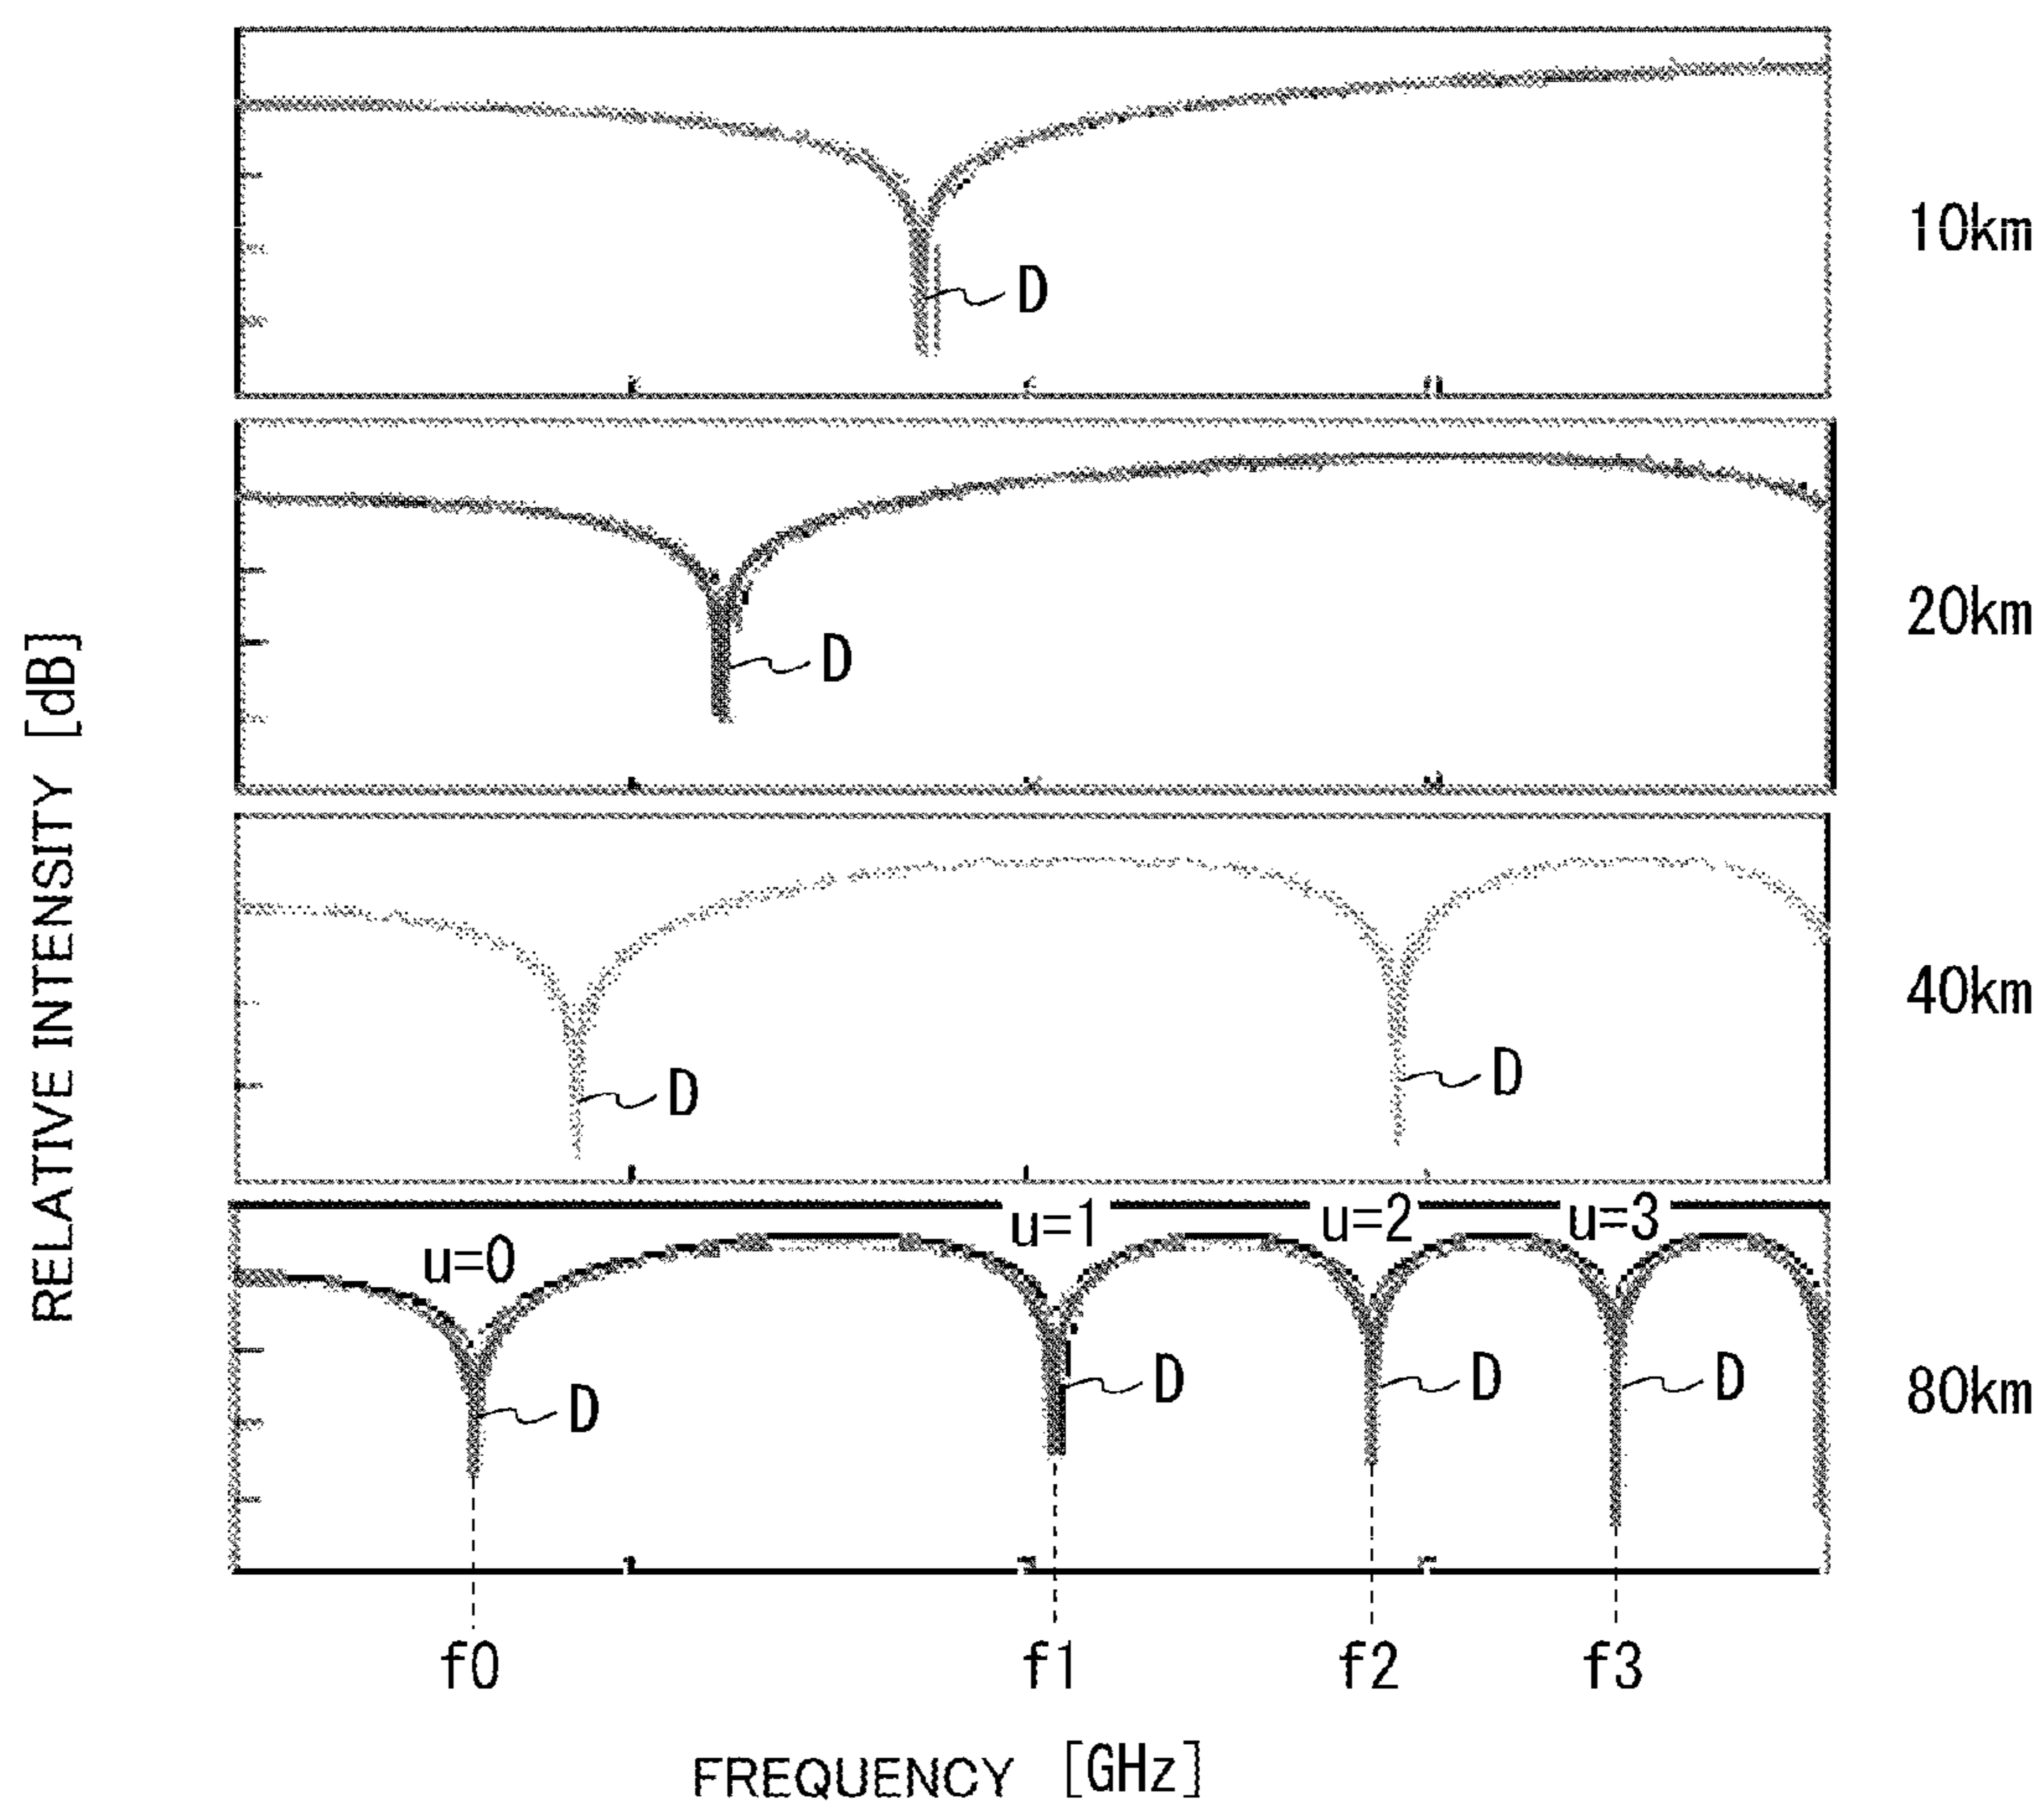 10km
D
20km
D
40km
D
D
u=0
u=1
u=2
u=3
80km
D
D
D
D
f0
f1
f2
f3
FREQUENCY [GHz]
RELATIVE INTENSITY [dB]